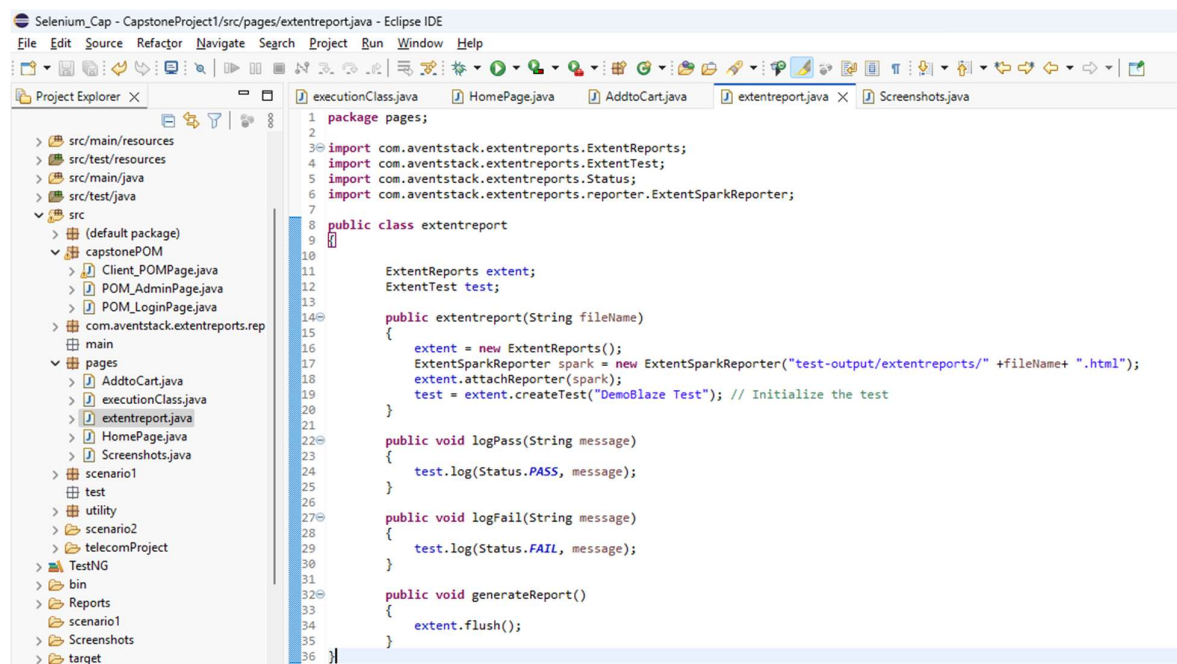 Selenium_Cap - CapstoneProject1/src/pages/extentreport.java - Eclipse IDE
File Edit Source Refactor Navigate Search Project Run Window Help
Project Explorer
src/main/resources
src/test/resources
src/main/java
src/test/java
src
(default package)
capstonePOM
Client_POMPage.java
POM_AdminPage.java
POM_LoginPage.java
com.aventstack.extentreports.rep
main
pages
AddtoCart.java
executionClass.java
extentreport.java
HomePage.java
Screenshots.java
scenario1
test
utility
scenario2
telecomProject
TestNG
bin
Reports
scenario1
Screenshots
target
executionClass.java HomePage.java AddtoCart.java extentreport.java Screenshots.java
1 package pages;
2
3 import com.aventstack.extentreports.ExtentReports;
4 import com.aventstack.extentreports.ExtentTest;
5 import com.aventstack.extentreports.Status;
6 import com.aventstack.extentreports.reporter.ExtentSparkReporter;
7
8 public class extentreport
9 {
10
11 ExtentReports extent;
12 ExtentTest test;
13
14 public extentreport(String fileName)
15 {
16 extent = new ExtentReports();
17 ExtentSparkReporter spark = new ExtentSparkReporter("test-output/extentreports/" +fileName+ ".html");
18 extent.attachReporter(spark);
19 test = extent.createTest("DemoBlaze Test"); // Initialize the test
20 }
21
22 public void logPass(String message)
23 {
24 test.log(Status.PASS, message);
25 }
26
27 public void logFail(String message)
28 {
29 test.log(Status.FAIL, message);
30 }
31
32 public void generateReport()
33 {
34 extent.flush();
35 }
36 }